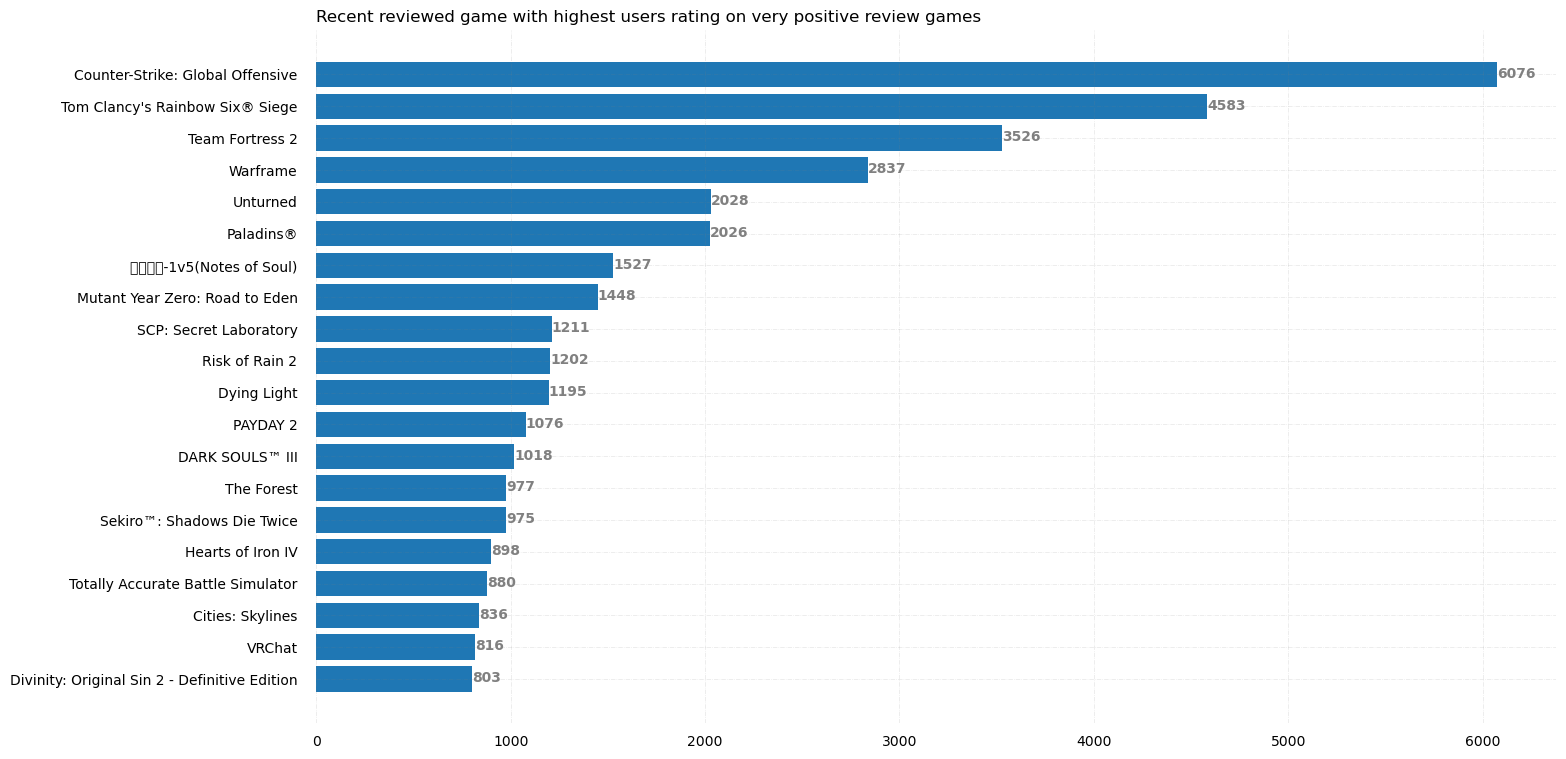 Recent reviewed game with highest users rating on very positive review games
Counter-Strike: Global Offensive 6076
Tom Clancy's Rainbow Six® Siege 4583
Team Fortress 2 3526
Warframe 2837
Unturned 2028
Paladins® 2026
-1v5(Notes of Soul) 1527
Mutant Year Zero: Road to Eden 1448
SCP: Secret Laboratory 1211
Risk of Rain 2 1202
Dying Light 1195
PAYDAY 2 1076
DARK SOULS™ III 1018
The Forest 977
Sekiro™: Shadows Die Twice 975
Hearts of Iron IV 898
Totally Accurate Battle Simulator 880
Cities: Skylines 836
VRChat 816
Divinity: Original Sin 2 - Definitive Edition 803
0 1000 2000 3000 4000 5000 6000